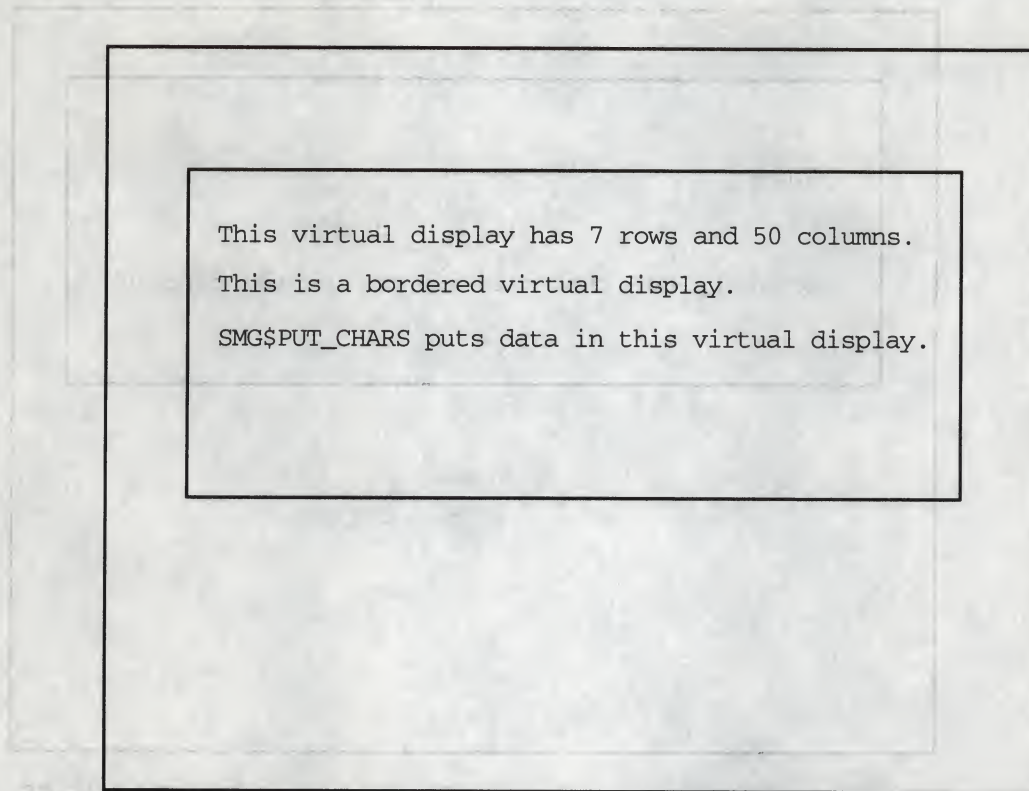 This virtual display has 7 rows and 50 columns.
This is a bordered virtual display.
SMG$PUT_CHARS puts data in this virtual display.